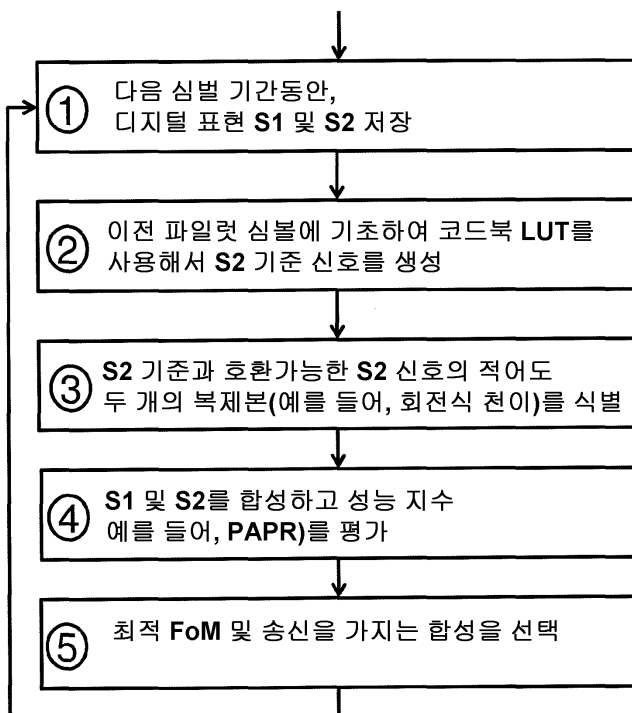 ① 다음 심벌 기간동안,
디지털 표현 S1 및 S2 저장
② 이전 파일럿 심볼에 기초하여 코드북 LUT를
사용해서 S2 기준 신호를 생성
③ S2 기준과 호환가능한 S2 신호의 적어도
두 개의 복제본(예를 들어, 회전식 천이)를 식별
④ S1 및 S2를 합성하고 성능 지수
예를 들어, PAPR)를 평가
⑤ 최적 FoM 및 송신을 가지는 합성을 선택